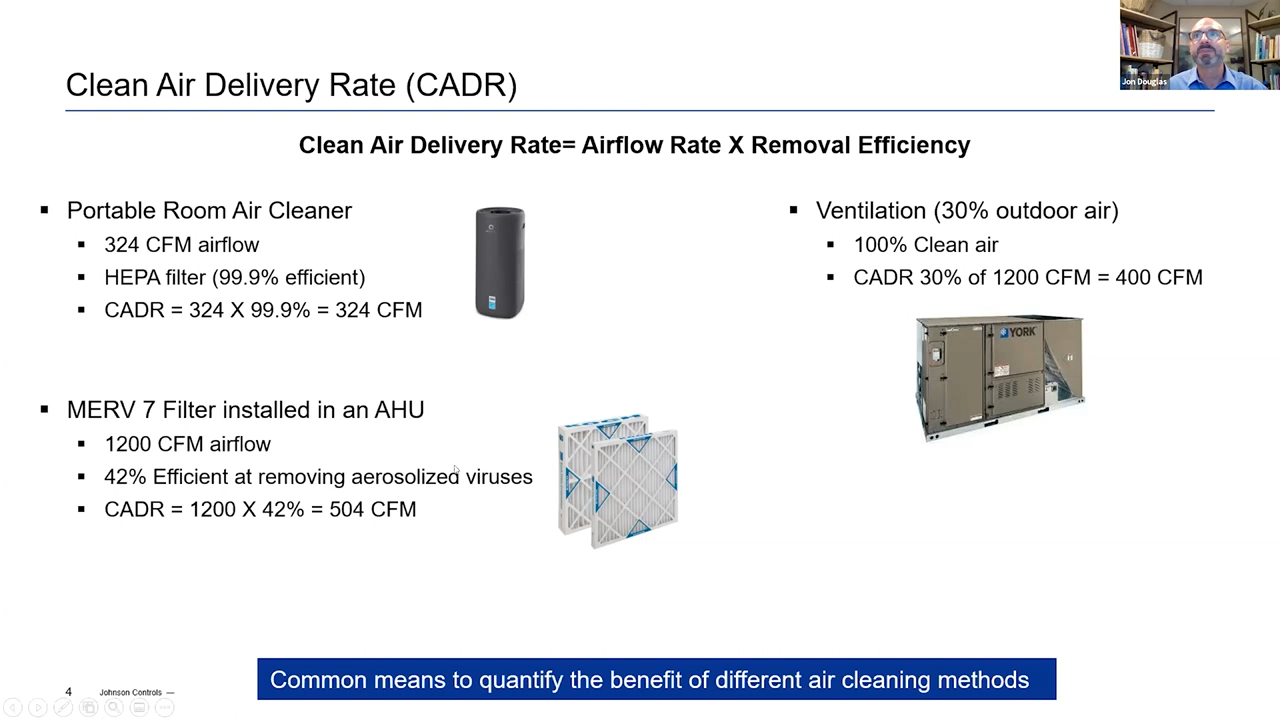 Jon Douglas
Clean Air Delivery Rate (CADR)
Clean Air Delivery Rate= Airflow Rate X Removal Efficiency
▪ Portable Room Air Cleaner
▪ 324 CFM airflow
▪ HEPA filter (99.9% efficient)
▪ CADR = 324 X 99.9% = 324 CFM
▪ MERV 7 Filter installed in an AHU
▪ 1200 CFM airflow
▪ 42% Efficient at removing aerosolized viruses
▪ CADR = 1200 X 42% = 504 CFM
▪ Ventilation (30% outdoor air)
▪ 100% Clean air
▪ CADR 30% of 1200 CFM = 400 CFM
YORK
Common means to quantify the benefit of different air cleaning methods
4 Johnson Controls —